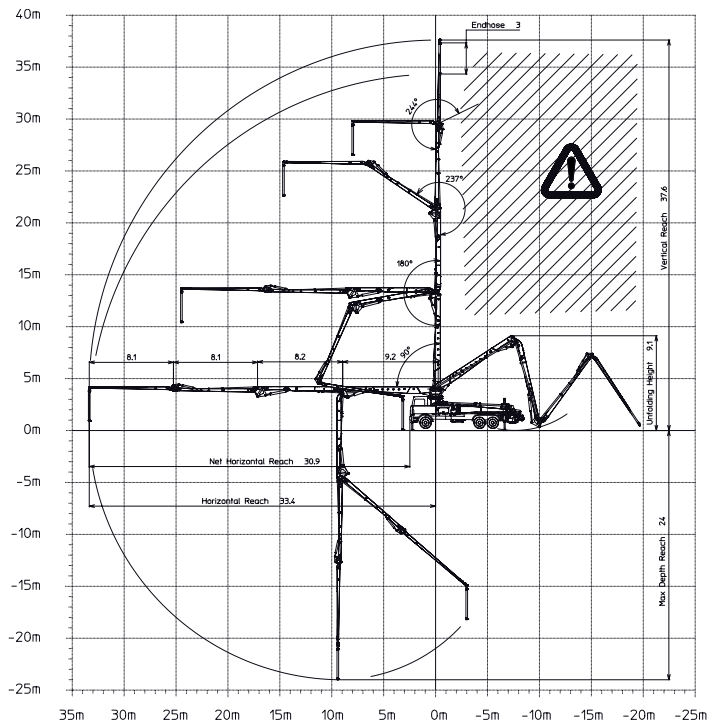 40m
Endhose 3
35m
30m
244°
25m
237°
20m
Vertical Reach 37.6
15m
180°
10m
8.1 8.1 8.2 9.2
90°
Unfolding Height 9.1
5m
0m
Net Horizontal Reach 30.9
-5m
Horizontal Reach 33.4
-10m
Max Depth Reach 24
-15m
-20m
-25m
35m 30m 25m 20m 15m 10m 5m 0m -5m -10m -15m -20m -25m